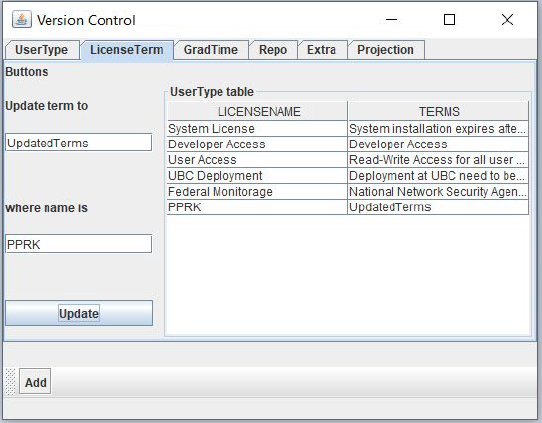 Version Control
UserType LicenseTerm GradTime Repo Extra Projection
Buttons
Update term to
UpdatedTerms
where name is
PPRK
Update
UserType table
LICENSENAME TERMS
System License System installation expires afte...
Developer Access Developer Access
User Access Read-Write Access for all user ...
UBC Deployment Deployment at UBC need to be...
Federal Monitorage National Network Security Agen...
PPRK UpdatedTerms
Add